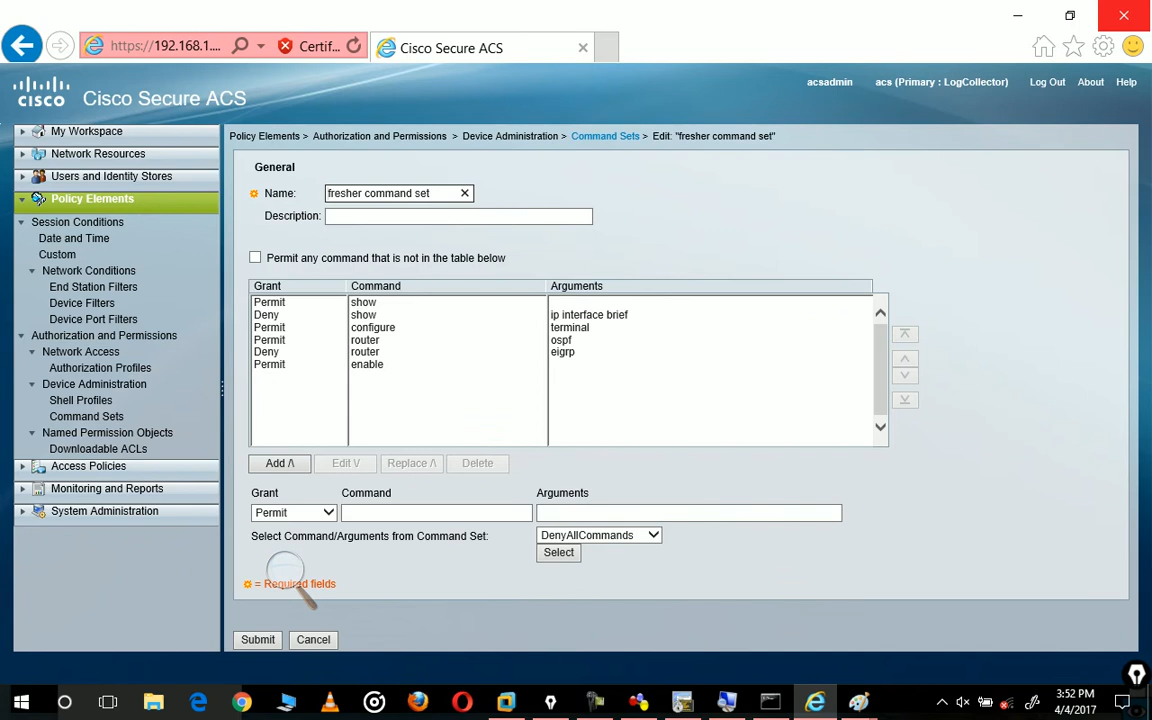 https://192.168.1.... Certif... Cisco Secure ACS
cisco Cisco Secure ACS acsadmin acs (Primary : LogCollector) Log Out About Help
My Workspace
Network Resources
Users and Identity Stores
Policy Elements
Session Conditions
Date and Time
Custom
Network Conditions
End Station Filters
Device Filters
Device Port Filters
Authorization and Permissions
Network Access
Authorization Profiles
Device Administration
Shell Profiles
Command Sets
Named Permission Objects
Downloadable ACLs
Access Policies
Monitoring and Reports
System Administration
Policy Elements > Authorization and Permissions > Device Administration > Command Sets > Edit: "fresher command set"
General
Name: fresher command set
Description:
Permit any command that is not in the table below
Grant Command Arguments
Permit show
Deny show ip interface brief
Permit configure terminal
Permit router ospf
Deny router eigrp
Permit enable
Add /\ Edit \/ Replace /\ Delete
Grant Command Arguments
Permit
Select Command/Arguments from Command Set: DenyAllCommands
Select
= Required fields
Submit Cancel
3:52 PM
4/4/2017